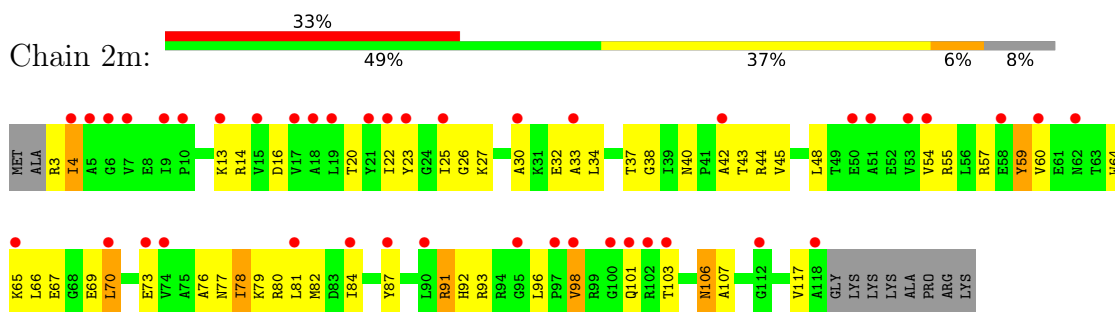 33%
Chain 2m:
49% 37% 6% 8%
MET ALA R3 I4 A5 G6 V7 E8 I9 P10 K13 R14 V15 D16 V17 A18 L19 T20 Y21 I22 Y23 G24 I25 G26 K27 A30 K31 E32 A33 L34 T37 G38 I39 N40 P41 A42 T43 R44 V45 L48 T49 E50 A51 E52 V53 V54 R55 L56 R57 E58 Y59 V60 E61 N62 T63 W64
K65 L66 E67 G68 E69 L70 E73 V74 A75 A76 N77 I78 K79 R80 L81 M82 D83 I84 Y87 L90 R91 H92 R93 R94 G95 L96 P97 V98 R99 G100 Q101 R102 T103 N106 A107 G112 V117 A118 GLY LYS LYS LYS ALA PRO ARG LYS